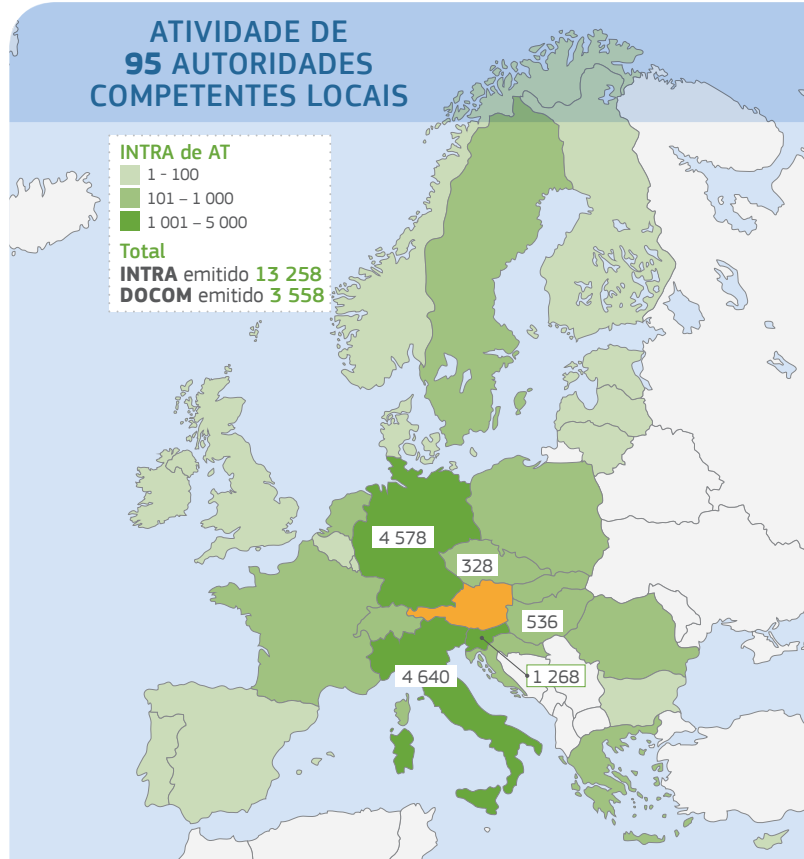 ATIVIDADE DE
95 AUTORIDADES
COMPETENTES LOCAIS
INTRA de AT
1 - 100
101 – 1 000
1 001 – 5 000
Total
INTRA emitido 13 258
DOCOM emitido 3 558
4 578
328
536
4 640
1 268